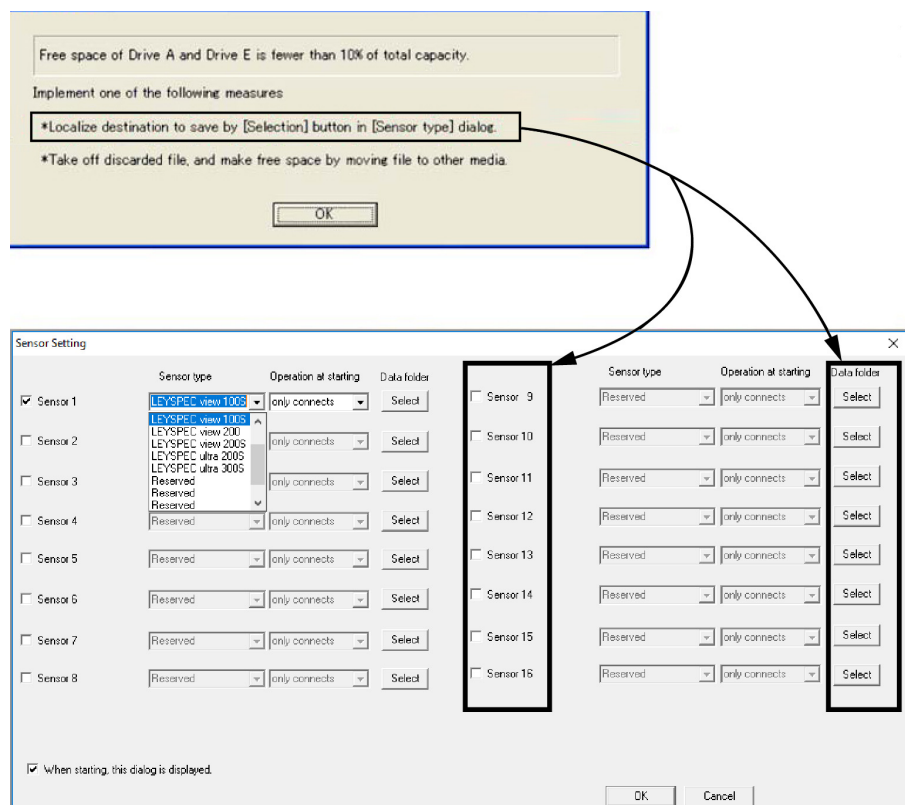 Free space of Drive A and Drive E is fewer than 10% of total capacity.
Implement one of the following measures
*Localize destination to save by [Selection] button in [Sensor type] dialog.
*Take off discarded file, and make free space by moving file to other media.
OK
Sensor Setting
Sensor type Operation at starting Data folder Sensor type Operation at starting Data folder
Sensor 1 LEYSPEC view 100S only connects Select Sensor 9 Reserved only connects Select
LEYSPEC view 100S
LEYSPEC view 200
LEYSPEC view 200S
LEYSPEC ultra 200S
LEYSPEC ultra 300S
Reserved
Reserved
Reserved
Sensor 2 only connects Select Sensor 10 Reserved only connects Select
Sensor 3 only connects Select Sensor 11 Reserved only connects Select
Sensor 4 Reserved only connects Select Sensor 12 Reserved only connects Select
Sensor 5 Reserved only connects Select Sensor 13 Reserved only connects Select
Sensor 6 Reserved only connects Select Sensor 14 Reserved only connects Select
Sensor 7 Reserved only connects Select Sensor 15 Reserved only connects Select
Sensor 8 Reserved only connects Select Sensor 16 Reserved only connects Select
When starting, this dialog is displayed.
OK Cancel